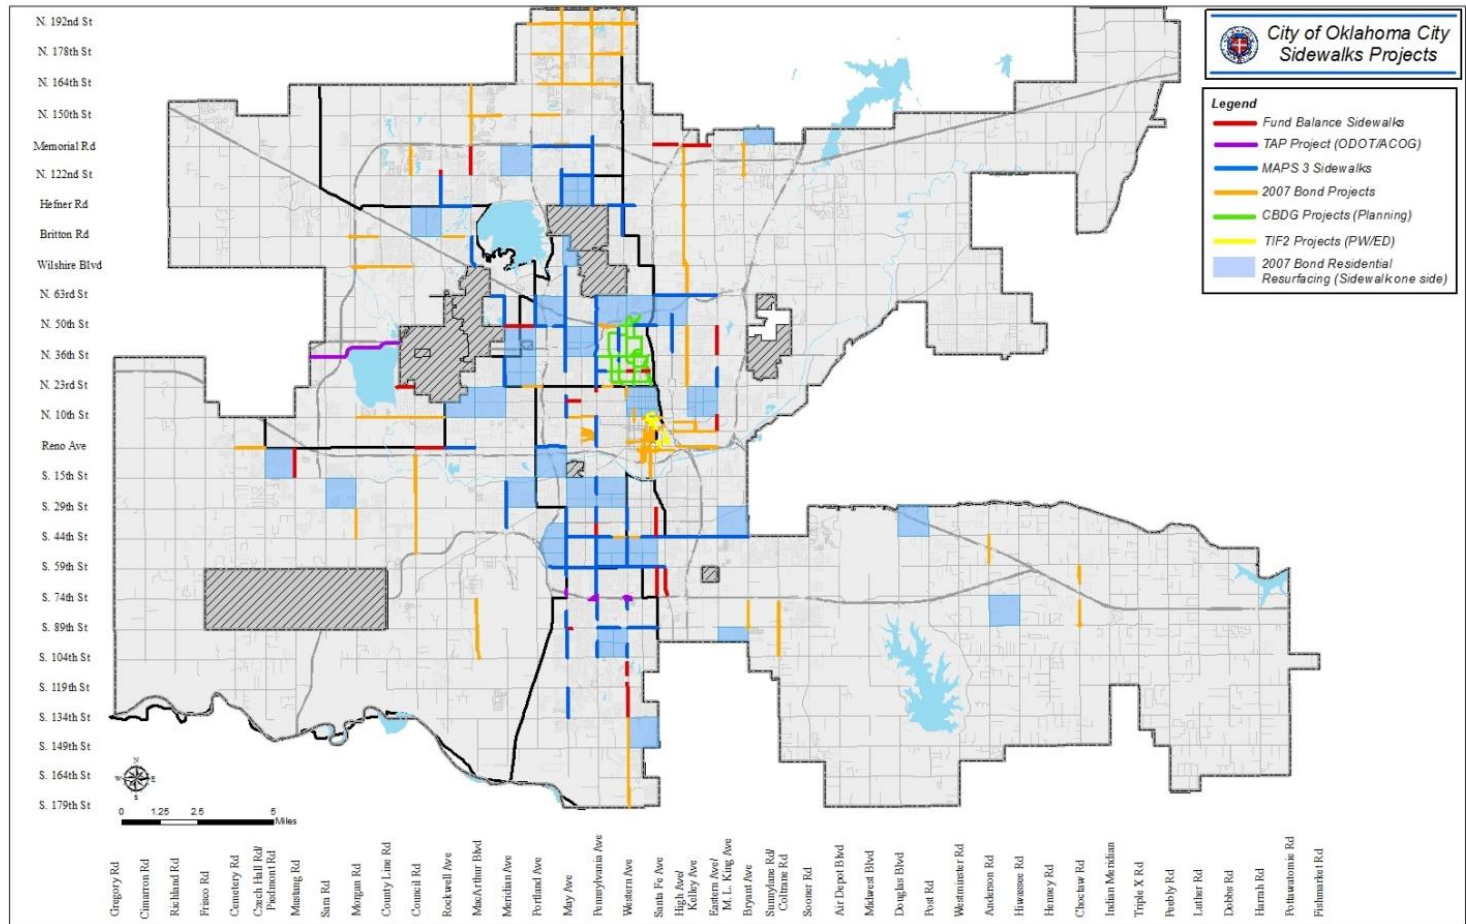 N. 192nd St
N. 178th St
N. 164th St
N. 150th St
Memorial Rd
N. 122nd St
Hefner Rd
Britton Rd
Wilshire Blvd
N. 63rd St
N. 50th St
N. 36th St
N. 23rd St
N. 10th St
Reno Ave
S. 15th St
S. 29th St
S. 44th St
S. 59th St
S. 74th St
S. 89th St
S. 104th St
S. 119th St
S. 134th St
S. 149th St
S. 164th St
S. 179th St
City of Oklahoma City
Sidewalks Projects
Legend
Fund Balance Sidewalks
TAP Project (ODOT/ACOG)
MAPS 3 Sidewalks
2007 Bond Projects
CBDG Projects (Planning)
TIF2 Projects (PW/ED)
2007 Bond Residential
Resurfacing (Sidewalk one side)
N
W E
S
0 1.25 2.5 5
Miles
Gregory Rd
Cimarron Rd
Richland Rd
Frisco Rd
Cemetery Rd
Czech Hall Rd/
Piedmont Rd
Mustang Rd
Sara Rd
Morgan Rd
County Line Rd
Council Rd
Rockwell Ave
MacArthur Blvd
Meridian Ave
Portland Ave
May Ave
Pennsylvania Ave
Western Ave
Santa Fe Ave
High Ave/
Kelley Ave
Eastern Ave/
M. L. King Ave
Bryant Ave
Sunnylane Rd/
Coltrane Rd
Sooner Rd
Air Depot Blvd
Midwest Blvd
Douglas Blvd
Post Rd
Westminster Rd
Anderson Rd
Hiwassee Rd
Henney Rd
Choctaw Rd
Indian Meridian
Triple X Rd
Peebly Rd
Luther Rd
Dobbs Rd
Harrah Rd
Pottawatomie Rd
Fishmarket Rd